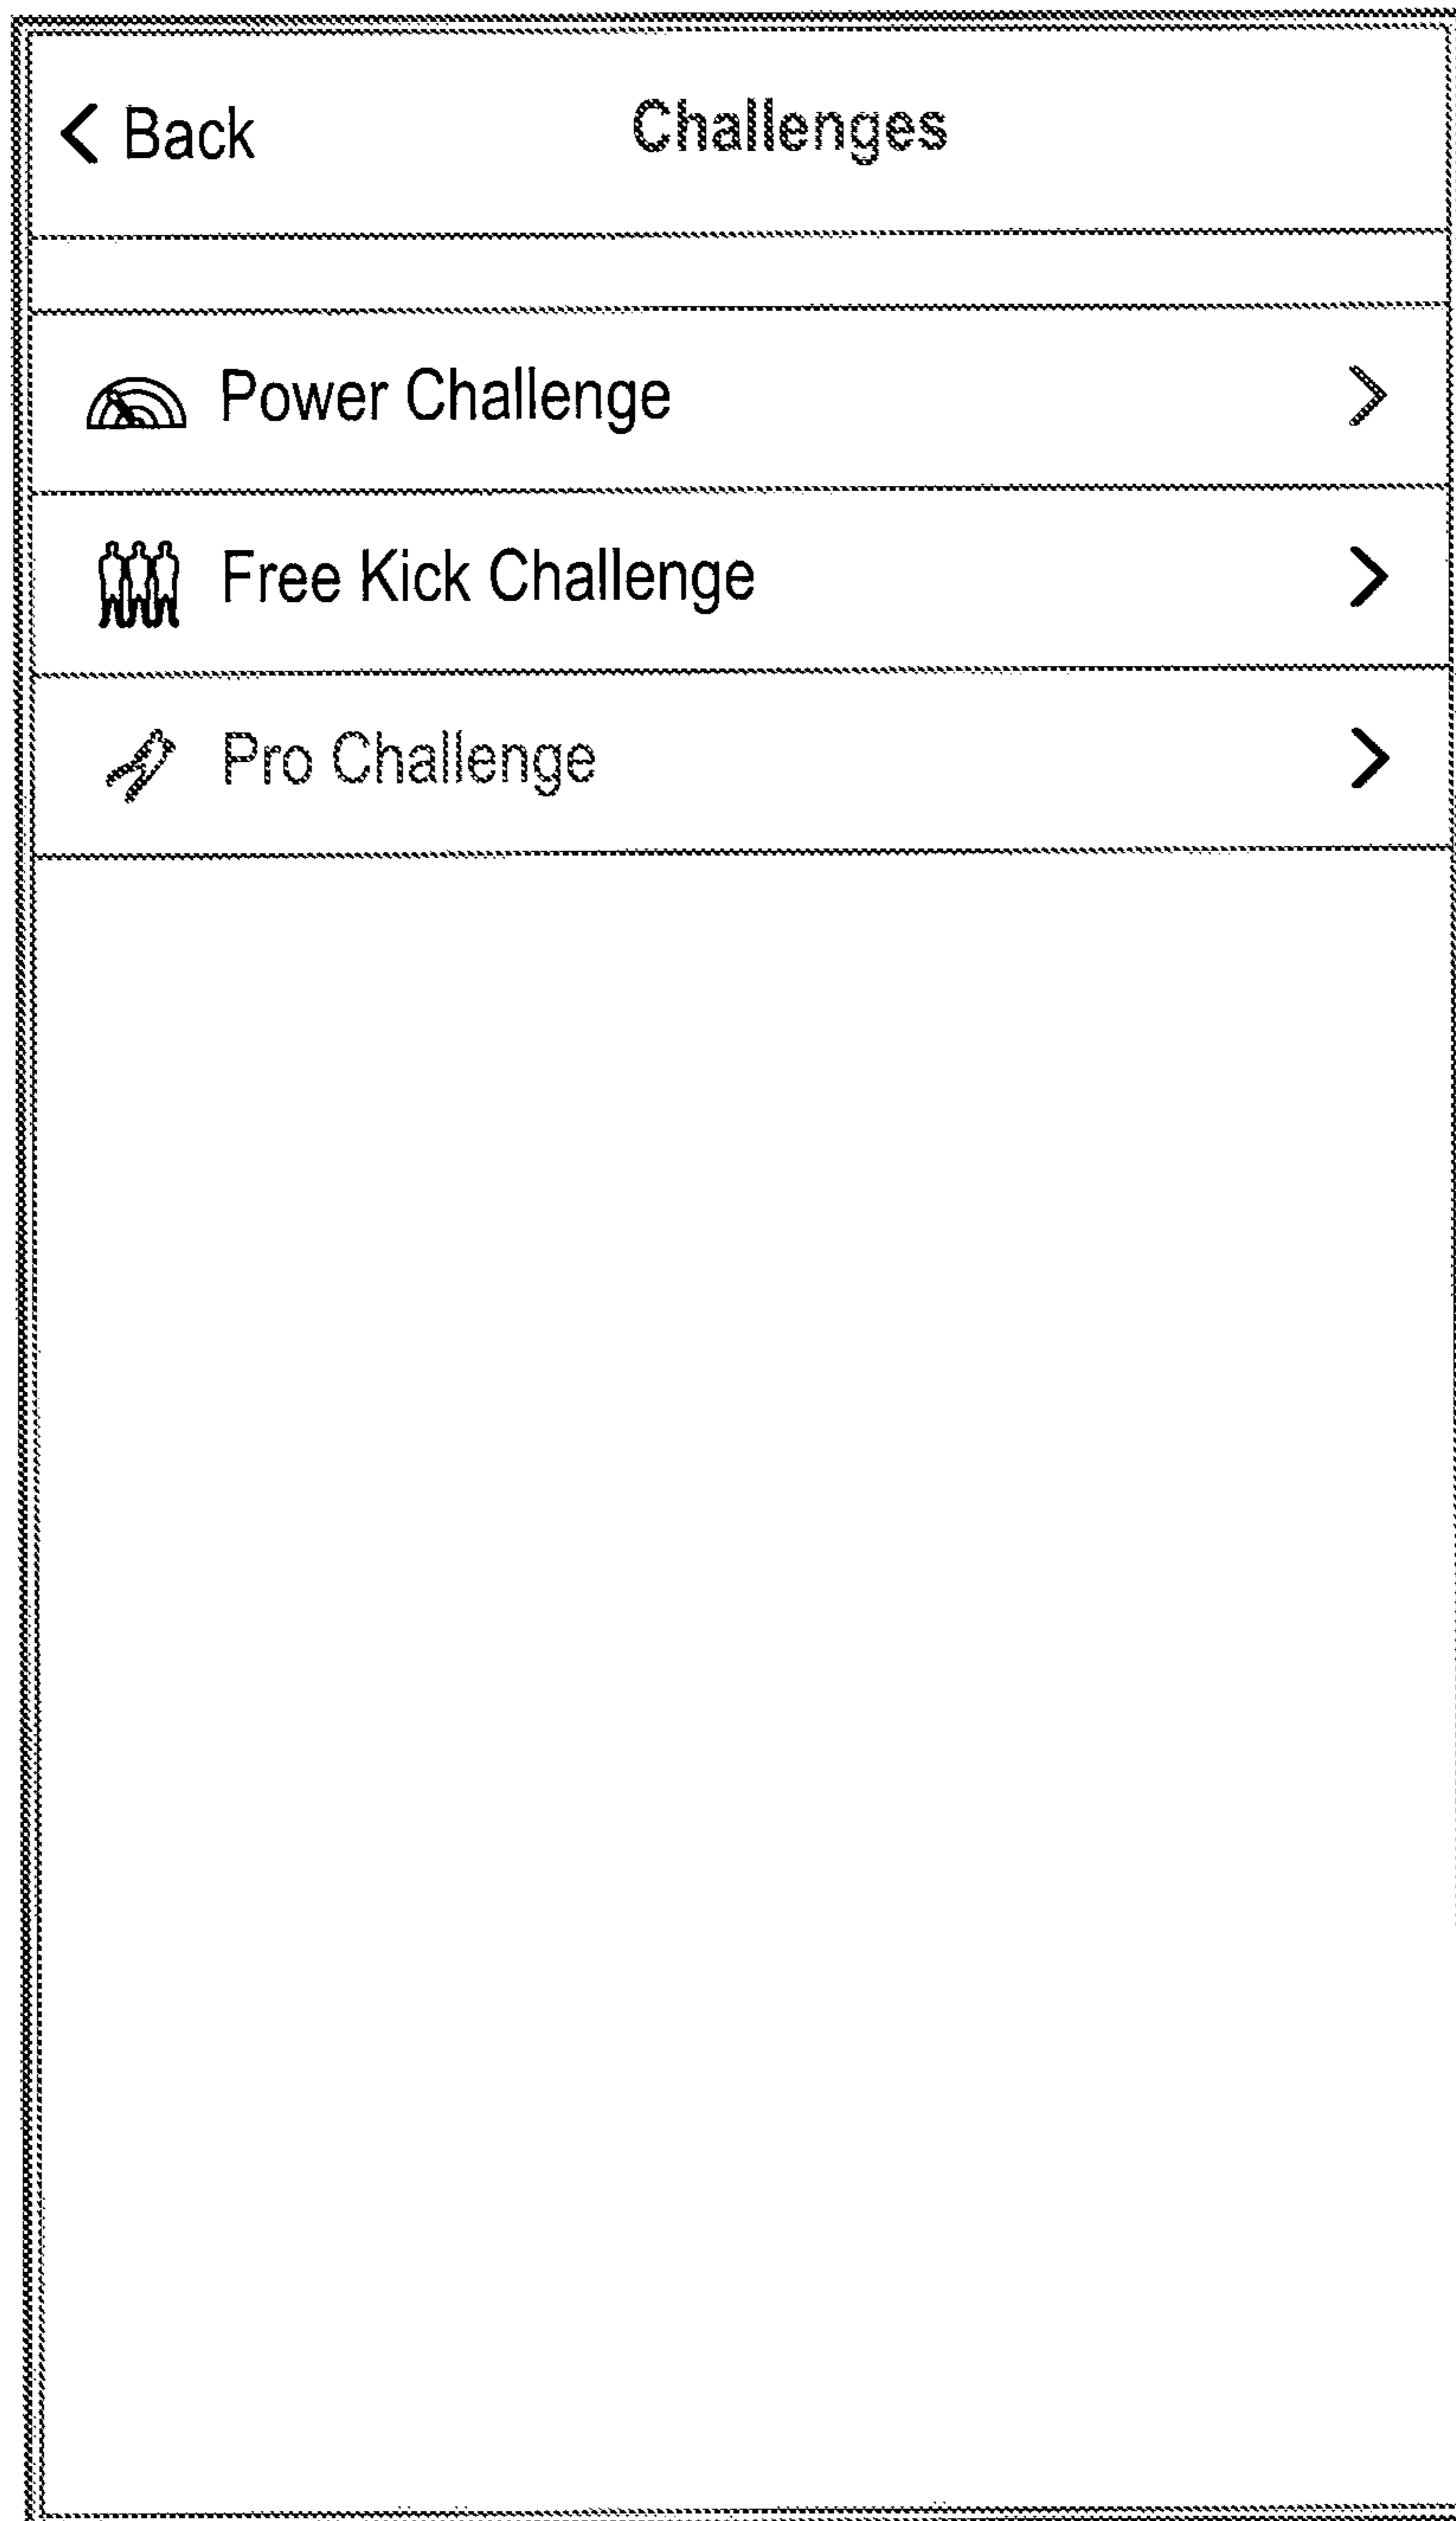 < Back Challenges
Power Challenge >
Free Kick Challenge >
Pro Challenge >